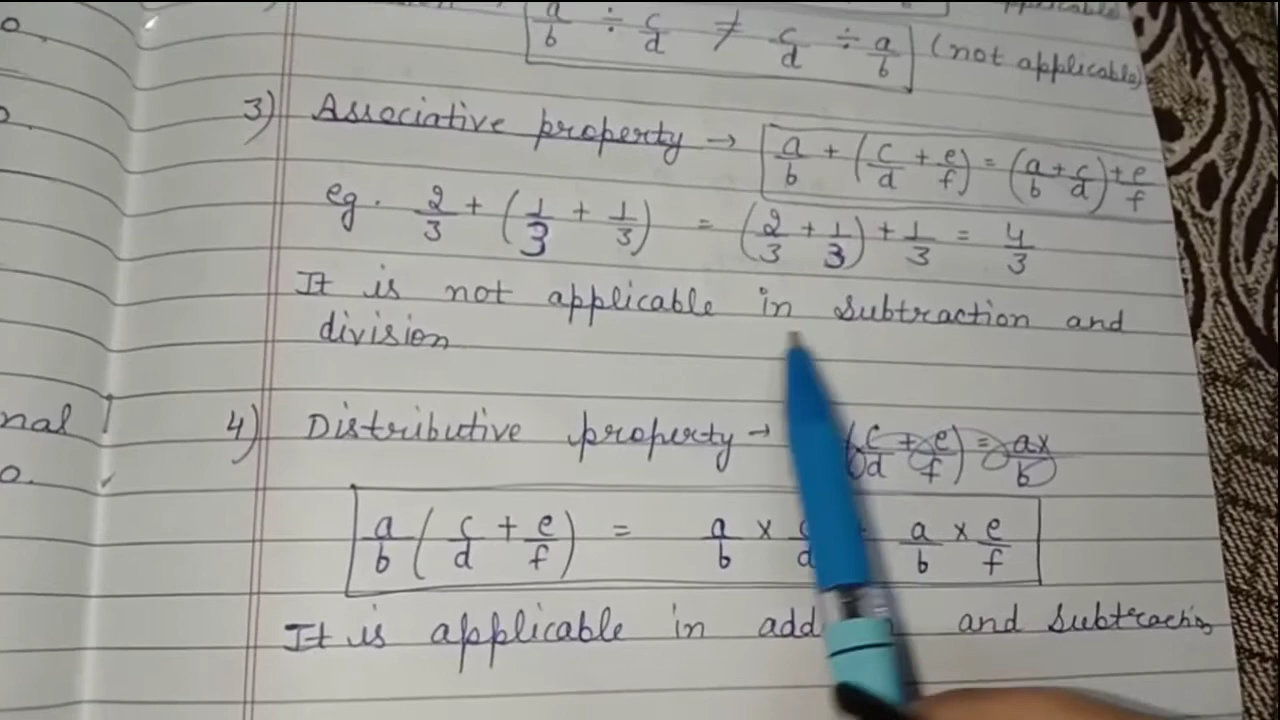 o.
a/b ÷ c/d ≠ c/d ÷ a/b (not applicable)
3) Associative property → a/b + (c/d + e/f) = (a/b + c/d) + e/f
eg. 2/3 + (1/3 + 1/3) = (2/3 + 1/3) + 1/3 = 4/3
It is not applicable in subtraction and
division
nal
4) Distributive property → (c/d + e/f) = ax/b
o.
a/b (c/d + e/f) = a/b × c/d a/b × e/f
It is applicable in add and subtraction